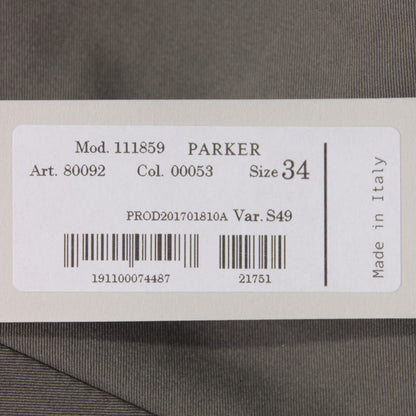 Mod. 111859 PARKER
Art. 80092 Col. 00053 Size 34
PROD201701810A Var. S49
191100074487 21751
Made in Italy